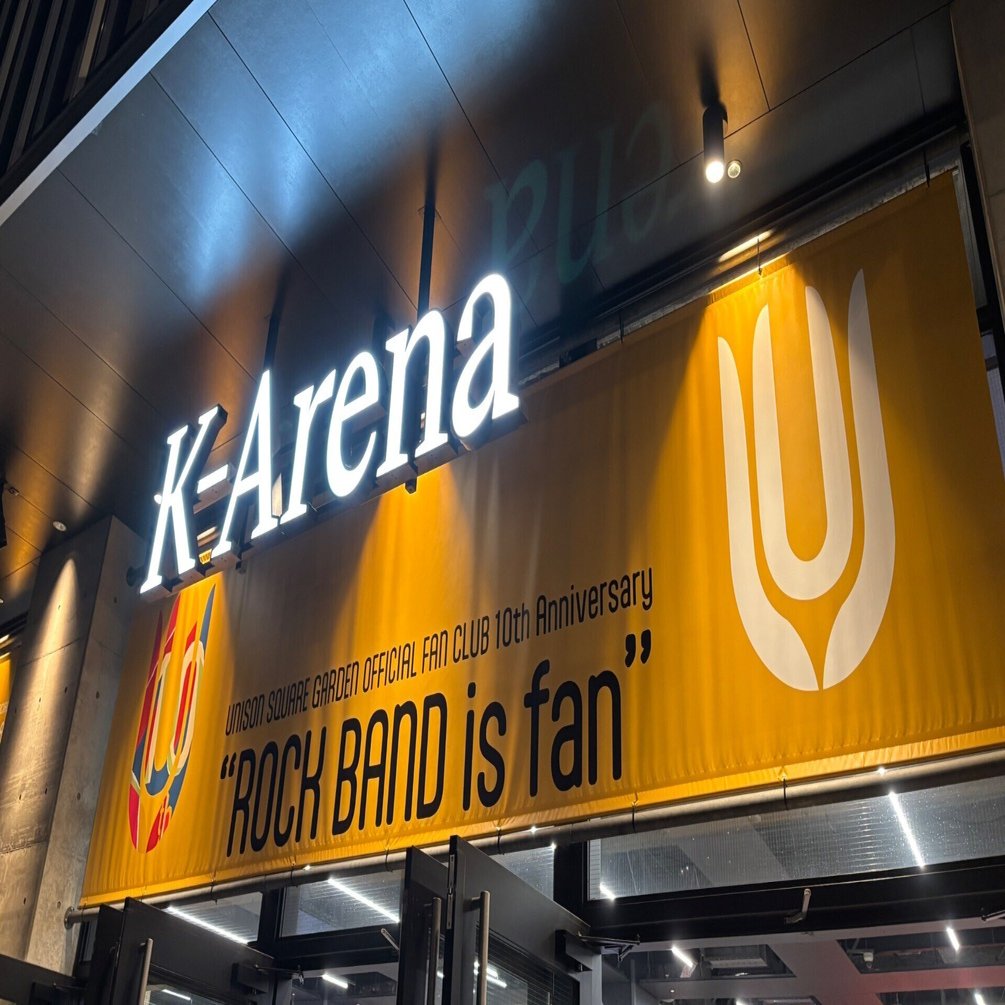 K-Arena
UNISON SQUARE GARDEN OFFICIAL FAN CLUB 10th Anniversary
“ROCK BAND is fan”